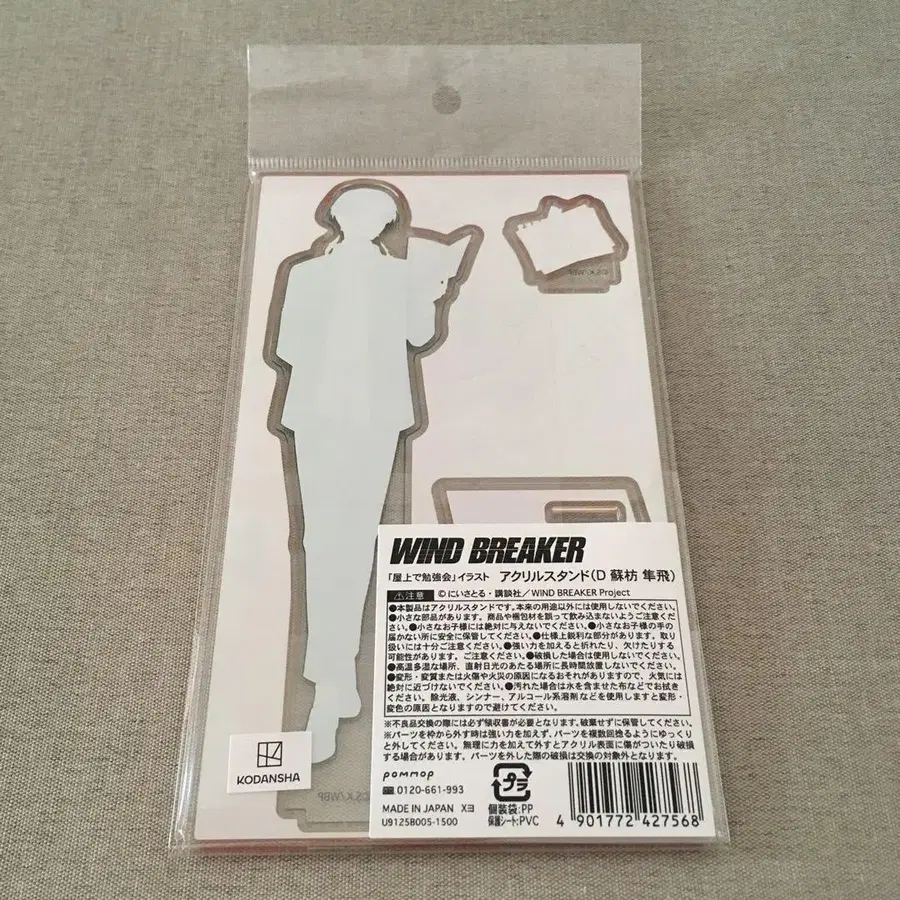 ©S.K/WBP
WIND BREAKER
「屋上で勉強会」イラスト アクリルスタンド(D 蘇枋 隼飛)
⚠注意 ©にいさとる・講談社/WIND BREAKER Project
●本製品はアクリルスタンドです。本来の用途以外には使用しないでください。
●小さな部品があります。商品や梱包材を誤って飲み込まないようご注意くださ
い。●小さなお子様には絶対に与えないでください。●小さなお子様の手の
届かない所に安全に保管してください。●仕様上鋭利な部分があります。取り
扱いには十分ご注意ください。●強い力を加えると折れたり、欠けたりする
可能性があります。ご注意ください。●破損した場合は使用しないでください。
●高温多湿な場所、直射日光のあたる場所に長時間放置しないでください。
●変形・変質または火傷や火災の原因になるおそれがありますので、火気には
絶対に近づけないでください。●汚れた場合は水を含ませた布などでお拭き
ください。除光液、シンナー、アルコール系溶剤などを使用しますと変形・
変色の原因となりますので避けてください。
※不良品交換の際には必ず領収書が必要となります。破棄せずに保管してください。
※パーツを枠から外す時は強い力を加えず、パーツを複数回捻るようにゆっくり
と外してください。無理に力を加えて外すとアクリル表面に傷がついたり破損
する場合があります。パーツを外した際の破損は交換の対象外となります。
KODANSHA
©S.K/WBP
pommop
0120-661-993
MADE IN JAPAN Xヨ
U9125B005-1500
プラ
個装袋:PP
保護シート:PVC
4 901772 427568